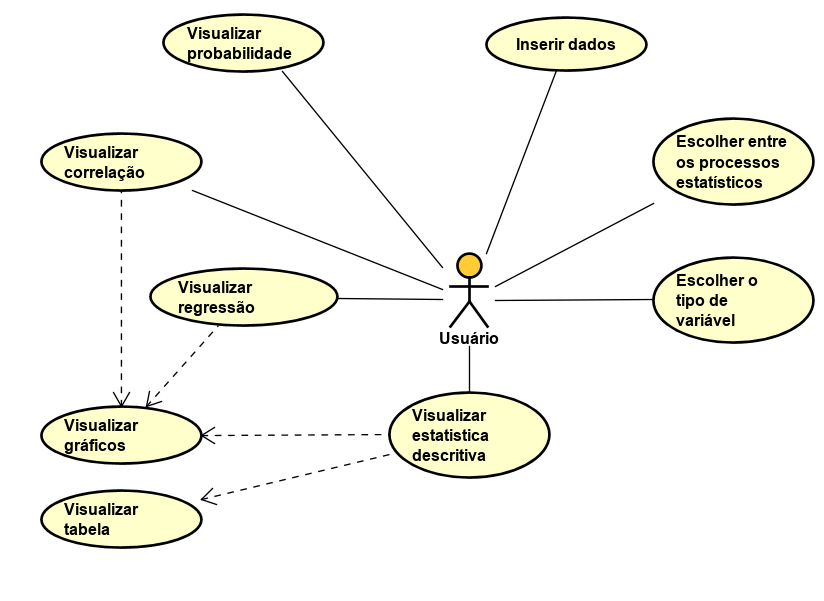 Visualizar
probabilidade
Inserir dados
Visualizar
correlação
Escolher entre
os processos
estatísticos
Visualizar
regressão
Escolher o
tipo de
variável
Usuário
Visualizar
gráficos
Visualizar
estatistica
descritiva
Visualizar
tabela